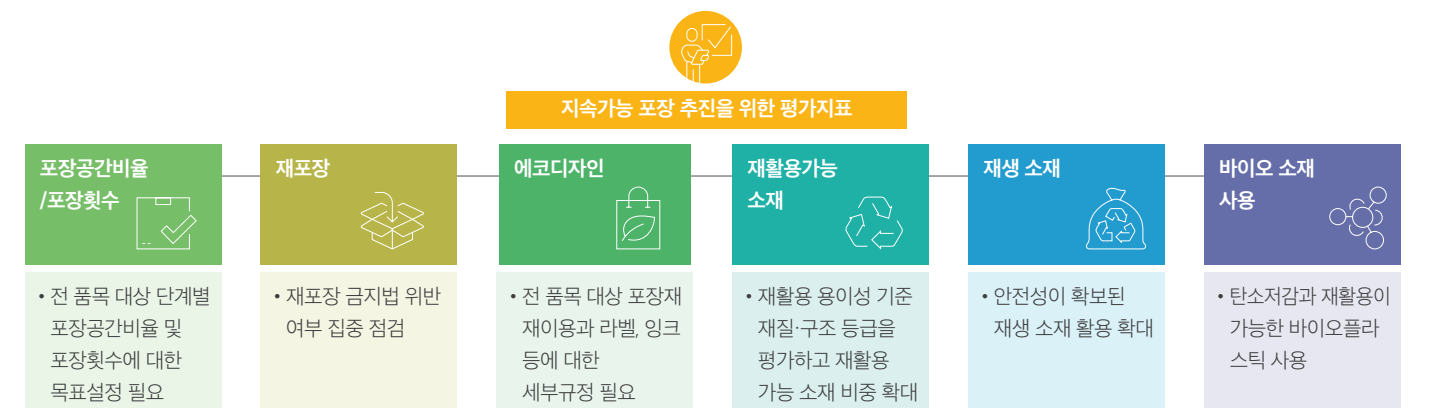 지속가능 포장 추진을 위한 평가지표
포장공간비율
/포장횟수
• 전 품목 대상 단계별
포장공간비율 및
포장횟수에 대한
목표설정 필요
재포장
• 재포장 금지법 위반
여부 집중 점검
에코디자인
• 전 품목 대상 포장재
재이용과 라벨, 잉크
등에 대한
세부규정 필요
재활용가능
소재
• 재활용 용이성 기준
재질·구조 등급을
평가하고 재활용
가능 소재 비중 확대
재생 소재
• 안전성이 확보된
재생 소재 활용 확대
바이오 소재
사용
• 탄소저감과 재활용이
가능한 바이오플라
스틱 사용